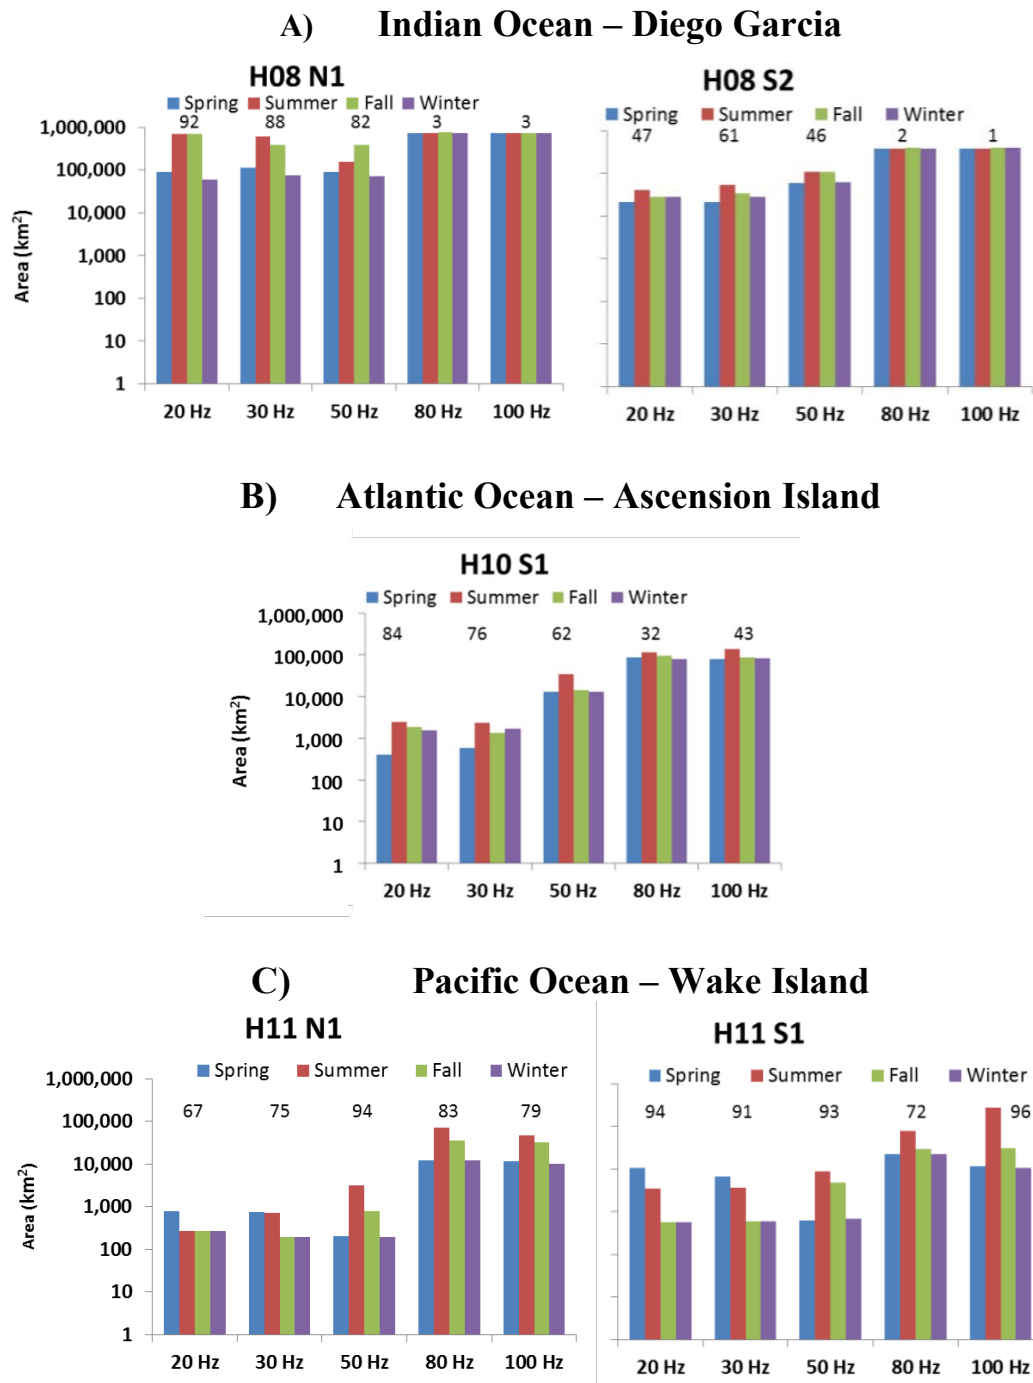 A) Indian Ocean – Diego Garcia
H08 N1
Spring Summer Fall Winter
92 88 82 3 3
1,000,000
100,000
10,000
1,000
100
10
1
Area (km²)
20 Hz 30 Hz 50 Hz 80 Hz 100 Hz
H08 S2
Spring Summer Fall Winter
47 61 46 2 1
20 Hz 30 Hz 50 Hz 80 Hz 100 Hz
B) Atlantic Ocean – Ascension Island
H10 S1
Spring Summer Fall Winter
84 76 62 32 43
1,000,000
100,000
10,000
1,000
100
10
1
Area (km²)
20 Hz 30 Hz 50 Hz 80 Hz 100 Hz
C) Pacific Ocean – Wake Island
H11 N1
Spring Summer Fall Winter
67 75 94 83 79
1,000,000
100,000
10,000
1,000
100
10
1
Area (km²)
20 Hz 30 Hz 50 Hz 80 Hz 100 Hz
H11 S1
Spring Summer Fall Winter
94 91 93 72 96
20 Hz 30 Hz 50 Hz 80 Hz 100 Hz